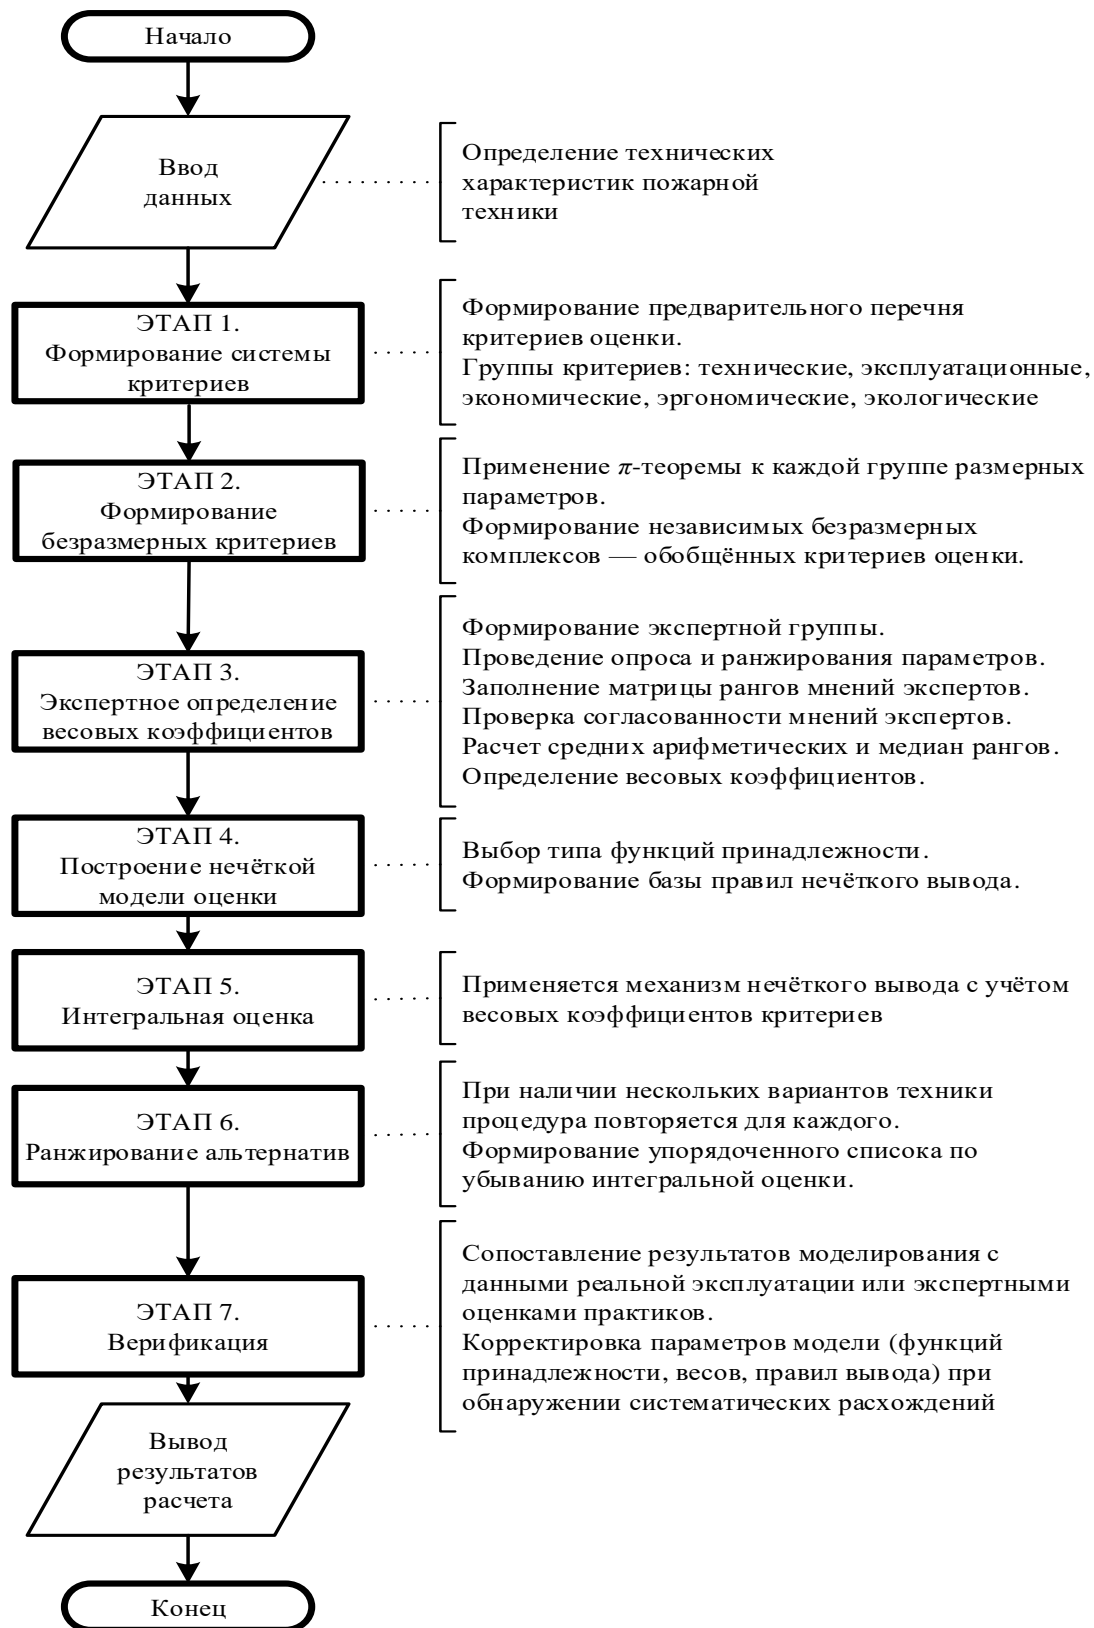 Начало
Ввод
данных
Определение технических
характеристик пожарной
техники
ЭТАП 1.
Формирование системы
критериев
Формирование предварительного перечня
критериев оценки.
Группы критериев: технические, эксплуатационные,
экономические, эргономические, экологические
ЭТАП 2.
Формирование
безразмерных критериев
Применение π-теоремы к каждой группе размерных
параметров.
Формирование независимых безразмерных
комплексов — обобщённых критериев оценки.
ЭТАП 3.
Экспертное определение
весовых коэффициентов
Формирование экспертной группы.
Проведение опроса и ранжирования параметров.
Заполнение матрицы рангов мнений экспертов.
Проверка согласованности мнений экспертов.
Расчет средних арифметических и медиан рангов.
Определение весовых коэффициентов.
ЭТАП 4.
Построение нечёткой
модели оценки
Выбор типа функций принадлежности.
Формирование базы правил нечёткого вывода.
ЭТАП 5.
Интегральная оценка
Применяется механизм нечёткого вывода с учётом
весовых коэффициентов критериев
ЭТАП 6.
Ранжирование альтернатив
При наличии нескольких вариантов техники
процедура повторяется для каждого.
Формирование упорядоченного списока по
убыванию интегральной оценки.
ЭТАП 7.
Верификация
Сопоставление результатов моделирования с
данными реальной эксплуатации или экспертными
оценками практиков.
Корректировка параметров модели (функций
принадлежности, весов, правил вывода) при
обнаружении систематических расхождений
Вывод
результатов
расчета
Конец